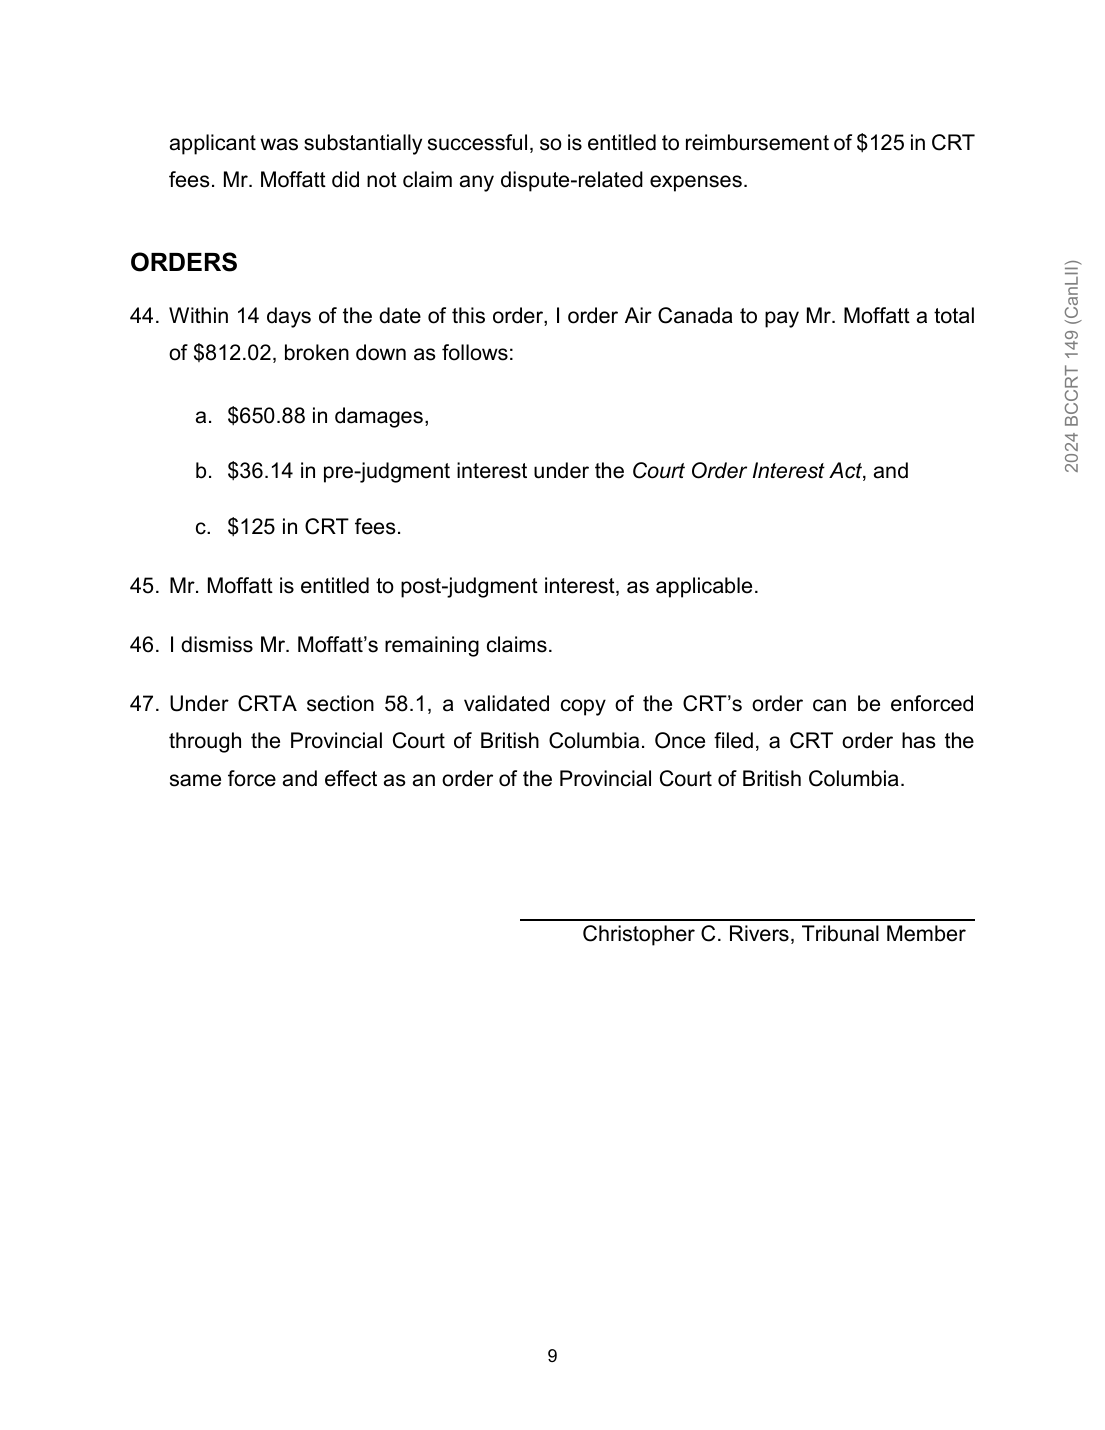 applicant was substantially successful, so is entitled to reimbursement of $125 in CRT
fees. Mr. Moffatt did not claim any dispute-related expenses.
ORDERS
44. Within 14 days of the date of this order, I order Air Canada to pay Mr. Moffatt a total
of $812.02, broken down as follows:
a. $650.88 in damages,
b. $36.14 in pre-judgment interest under the Court Order Interest Act, and
c. $125 in CRT fees.
45. Mr. Moffatt is entitled to post-judgment interest, as applicable.
46. I dismiss Mr. Moffatt’s remaining claims.
47. Under CRTA section 58.1, a validated copy of the CRT’s order can be enforced
through the Provincial Court of British Columbia. Once filed, a CRT order has the
same force and effect as an order of the Provincial Court of British Columbia.
Christopher C. Rivers, Tribunal Member
9
2024 BCCRT 149 (CanLII)